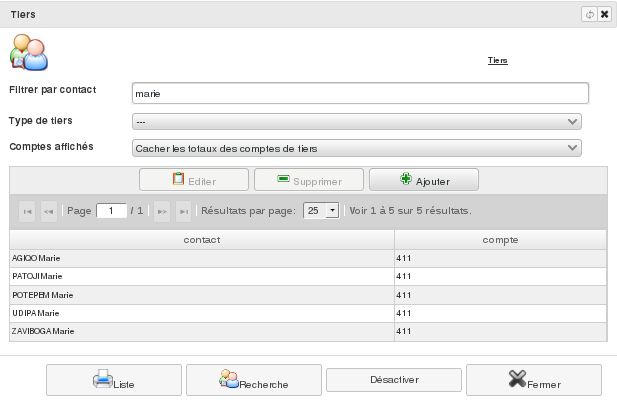 Tiers
Tiers
Filtrer par contact
marie
Type de tiers
---
Comptes affichés
Cacher les totaux des comptes de tiers
Editer Supprimer Ajouter
Page 1 / 1 Résultats par page: 25 Voir 1 à 5 sur 5 résultats.
contact compte
AGIOO Marie 411
PATOJI Marie 411
POTEPEM Marie 411
UDIPA Marie 411
ZAVIBOGA Marie 411
Liste Recherche Désactiver Fermer